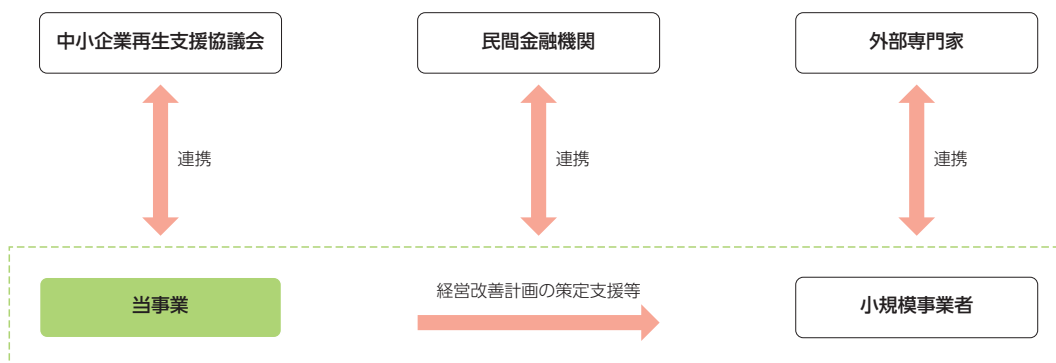 中小企業再生支援協議会
民間金融機関
外部専門家
連携
連携
連携
当事業
経営改善計画の策定支援等
小規模事業者